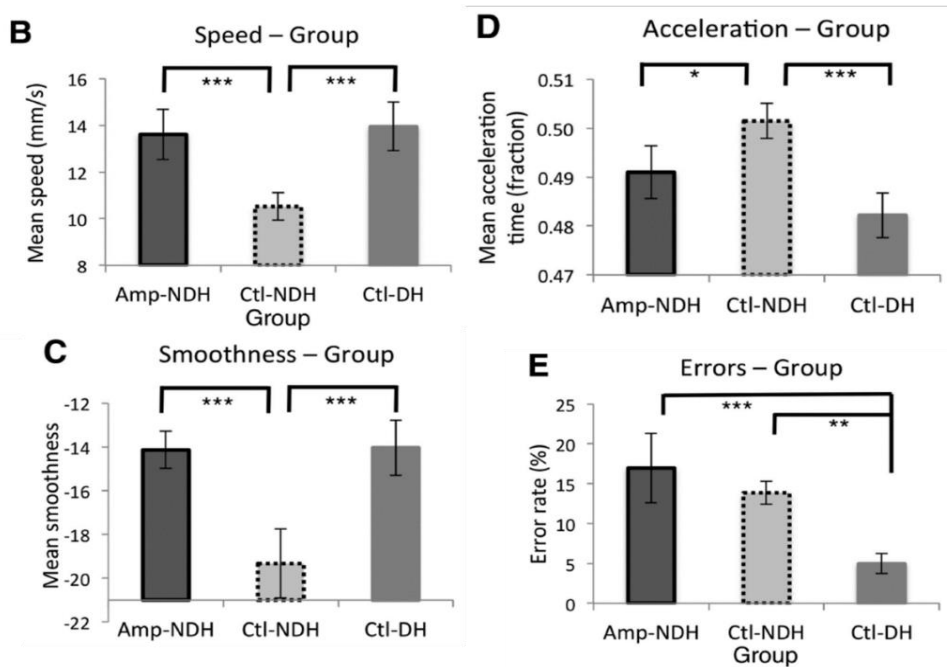 B
Speed – Group
***
***
Mean speed (mm/s)
16
14
12
10
8
Amp-NDH
Ctl-NDH
Ctl-DH
Group
D
Acceleration – Group
*
***
Mean acceleration
time (fraction)
0.51
0.50
0.49
0.48
0.47
Amp-NDH
Ctl-NDH
Ctl-DH
C
Smoothness – Group
***
***
Mean smoothness
-12
-14
-16
-18
-20
-22
Amp-NDH
Ctl-NDH
Ctl-DH
E
Errors – Group
***
**
Error rate (%)
25
20
15
10
5
0
Amp-NDH
Ctl-NDH
Ctl-DH
Group